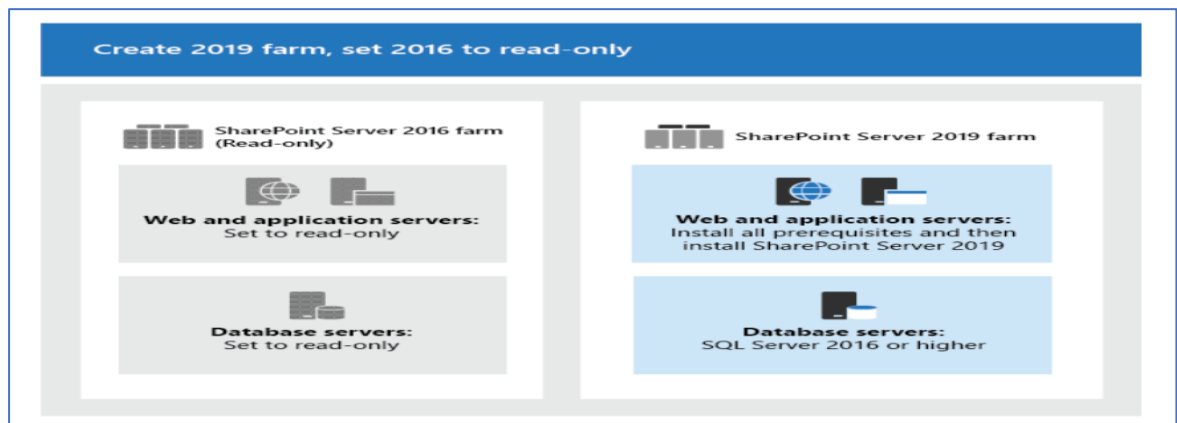 Create 2019 farm, set 2016 to read-only
SharePoint Server 2016 farm
(Read-only)
Web and application servers:
Set to read-only
Database servers:
Set to read-only
SharePoint Server 2019 farm
Web and application servers:
Install all prerequisites and then
install SharePoint Server 2019
Database servers:
SQL Server 2016 or higher